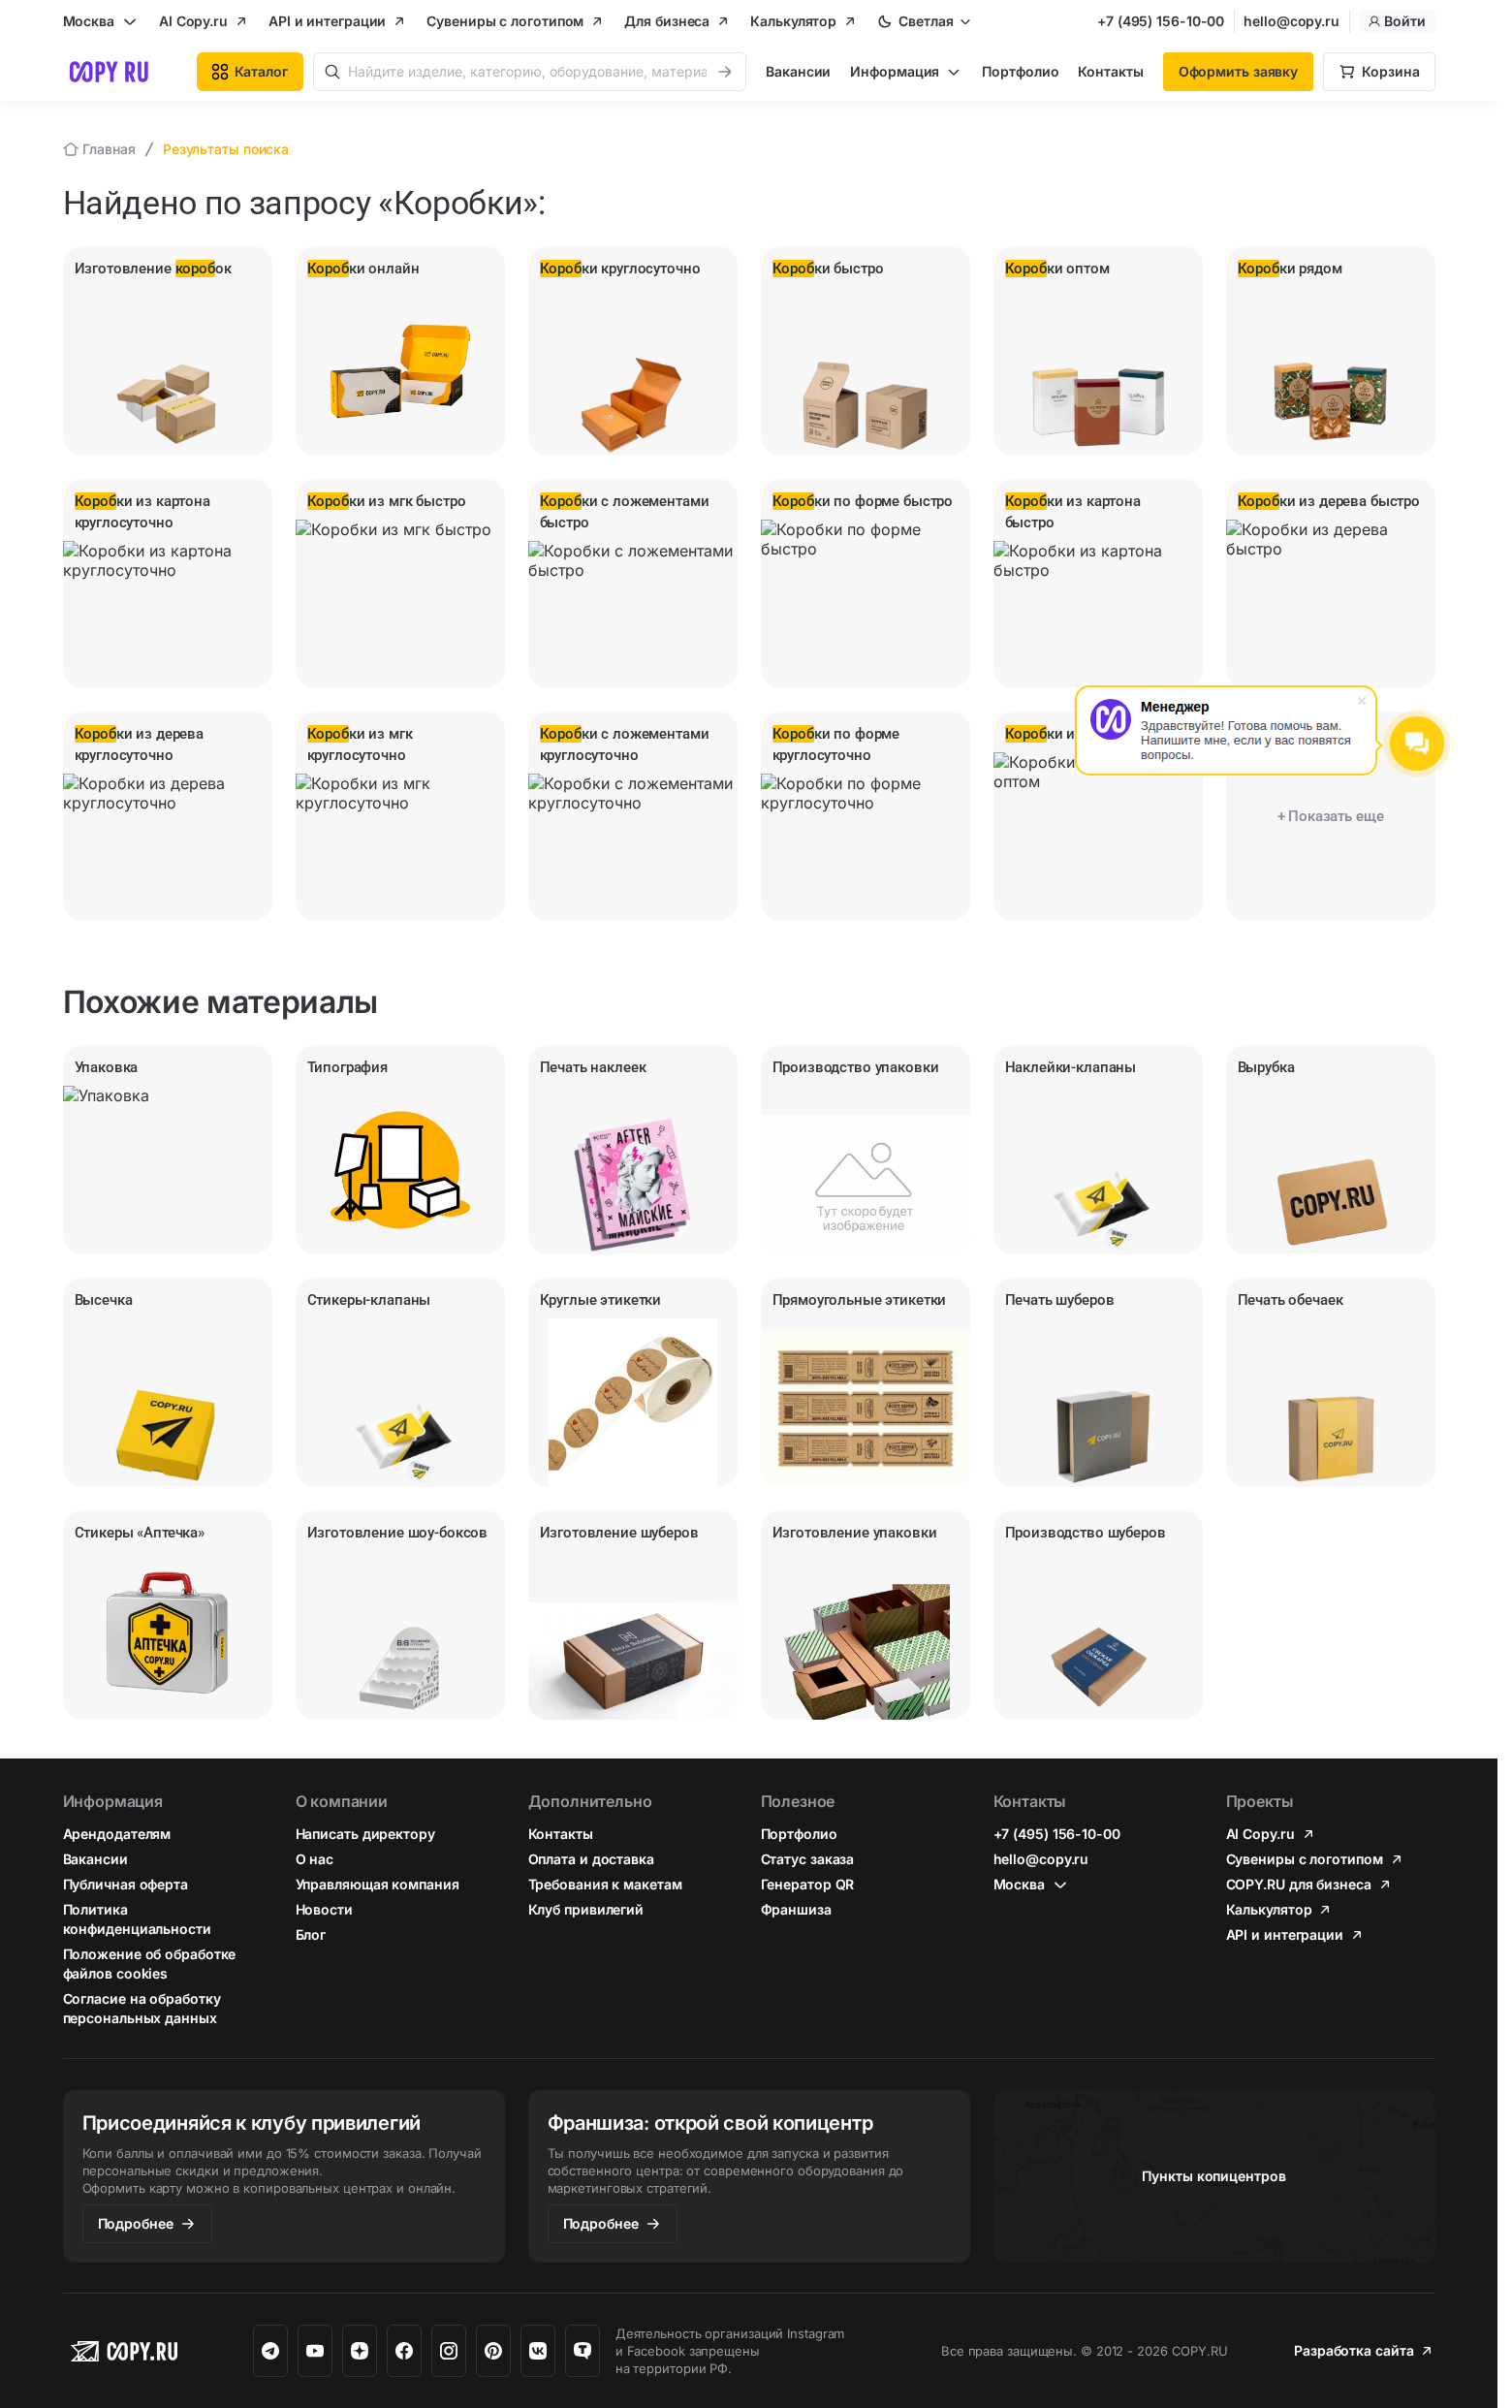 Москва
AI Copy.ru
API и интеграции
Сувениры с логотипом
Для бизнеса
Калькулятор
Светлая
+7 (495) 156-10-00
hello@copy.ru
Войти
COPY RU
Каталог
Найдите изделие, категорию, оборудование, материа
Вакансии
Информация
Портфолио
Контакты
Оформить заявку
Корзина
Главная / Результаты поиска
Найдено по запросу «Коробки»:
Изготовление коробок
Коробки онлайн
Коробки круглосуточно
Коробки быстро
Коробки оптом
Коробки рядом
Коробки из картона
круглосуточно
Коробки из картона
круглосуточно
Коробки из мгк быстро
Коробки из мгк быстро
Коробки с ложементами
быстро
Коробки с ложементами
быстро
Коробки по форме быстро
Коробки по форме
быстро
Коробки из картона
быстро
Коробки из картона
быстро
Коробки из дерева быстро
Коробки из дерева
быстро
Коробки из дерева
круглосуточно
Коробки из дерева
круглосуточно
Коробки из мгк
круглосуточно
Коробки из мгк
круглосуточно
Коробки с ложементами
круглосуточно
Коробки с ложементами
круглосуточно
Коробки по форме
круглосуточно
Коробки по форме
круглосуточно
Коробки и
Коробки
оптом
Менеджер
Здравствуйте! Готова помочь вам.
Напишите мне, если у вас появятся
вопросы.
+ Показать еще
Похожие материалы
Упаковка
Упаковка
Типография
Печать наклеек
AFTER
МАЙСКИЕ
Производство упаковки
Тут скоро будет
изображение
Наклейки-клапаны
Вырубка
COPY.RU
Высечка
COPY.RU
Стикеры-клапаны
Круглые этикетки
Прямоугольные этикетки
Печать шуберов
COPY.RU
Печать обечаек
COPY.RU
Стикеры «Аптечка»
АПТЕЧКА
COPY.RU
Изготовление шоу-боксов
Изготовление шуберов
Nexa Solutions
Изготовление упаковки
Производство шуберов
СВЕЖАЯ
ОБЖАРКА
Информация
Арендодателям
Вакансии
Публичная оферта
Политика
конфиденциальности
Положение об обработке
файлов cookies
Согласие на обработку
персональных данных
О компании
Написать директору
О нас
Управляющая компания
Новости
Блог
Дополнительно
Контакты
Оплата и доставка
Требования к макетам
Клуб привилегий
Полезное
Портфолио
Статус заказа
Генератор QR
Франшиза
Контакты
+7 (495) 156-10-00
hello@copy.ru
Москва
Проекты
AI Copy.ru
Сувениры с логотипом
COPY.RU для бизнеса
Калькулятор
API и интеграции
Присоединяйся к клубу привилегий
Копи баллы и оплачивай ими до 15% стоимости заказа. Получай
персональные скидки и предложения.
Оформить карту можно в копировальных центрах и онлайн.
Подробнее
Франшиза: открой свой копицентр
Ты получишь все необходимое для запуска и развития
собственного центра: от современного оборудования до
маркетинговых стратегий.
Подробнее
Пункты копицентров
COPY.RU
Деятельность организаций Instagram
и Facebook запрещены
на территории РФ.
Все права защищены. © 2012 - 2026 COPY.RU
Разработка сайта